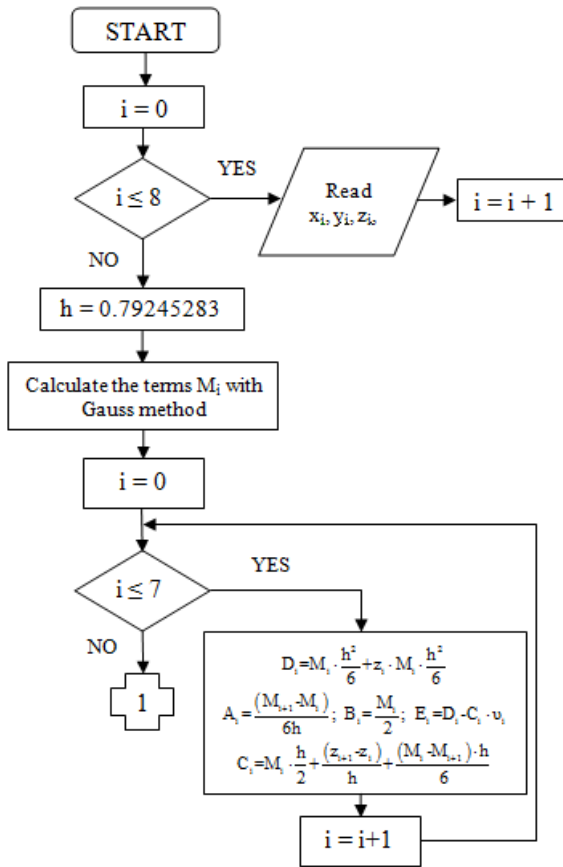 START
i = 0
i ≤ 8
YES
Read
xᵢ, yᵢ, zᵢ,
i = i + 1
NO
h = 0.79245283
Calculate the terms Mᵢ with
Gauss method
i = 0
i ≤ 7
YES
NO
1
Dᵢ=Mᵢ·h²/6+zᵢ·Mᵢ·h²/6
Aᵢ=(Mᵢ₊₁-Mᵢ)/6h; Bᵢ=Mᵢ/2; Eᵢ=Dᵢ-Cᵢ·υᵢ
Cᵢ=Mᵢ·h/2+(zᵢ₊₁-zᵢ)/h+(Mᵢ-Mᵢ₊₁)·h/6
i = i+1